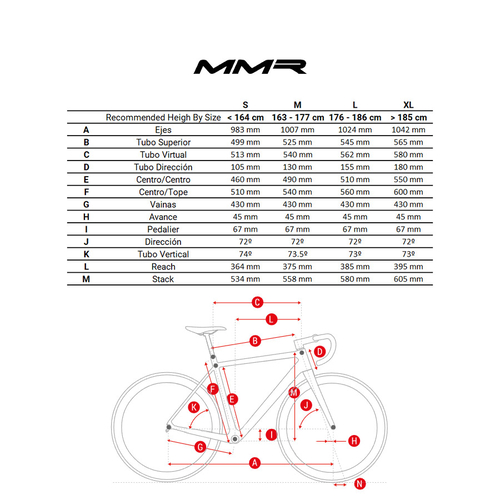 MMR
S M L XL
Recommended Heigh By Size < 164 cm 163 - 177 cm 176 - 186 cm > 185 cm
A Ejes 983 mm 1007 mm 1024 mm 1042 mm
B Tubo Superior 499 mm 525 mm 545 mm 565 mm
C Tubo Virtual 513 mm 540 mm 562 mm 580 mm
D Tubo Dirección 105 mm 130 mm 155 mm 180 mm
E Centro/Centro 460 mm 490 mm 510 mm 550 mm
F Centro/Tope 510 mm 540 mm 560 mm 600 mm
G Vainas 430 mm 430 mm 430 mm 430 mm
H Avance 45 mm 45 mm 45 mm 45 mm
I Pedalier 67 mm 67 mm 67 mm 67 mm
J Dirección 72º 72º 72º 72º
K Tubo Vertical 74º 73.5º 73º 73º
L Reach 364 mm 375 mm 385 mm 395 mm
M Stack 534 mm 558 mm 580 mm 605 mm
C
L
B
D
F
M
E
K
J
I
H
G
A
N